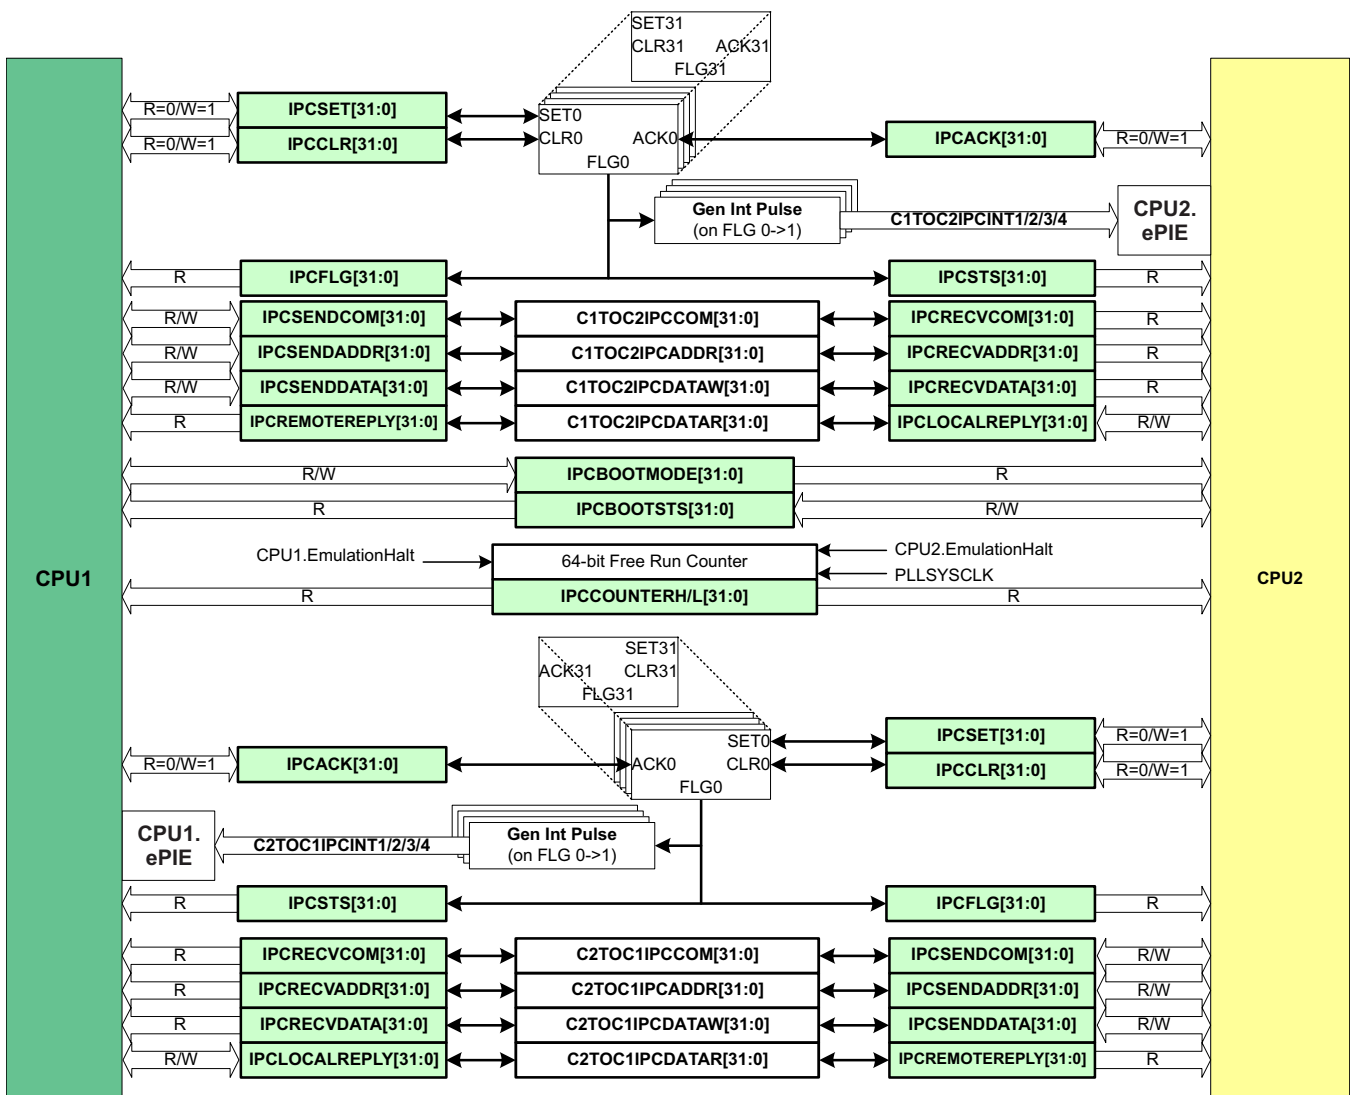 SET31
CLR31 ACK31
FLG31
R=0/W=1 IPCSET[31:0] SET0
R=0/W=1 IPCCLR[31:0] CLR0 ACK0 IPCACK[31:0] R=0/W=1
FLG0
Gen Int Pulse
(on FLG 0->1)
C1TOC2IPCINT1/2/3/4
CPU2.
ePIE
R IPCFLG[31:0] IPCSTS[31:0] R
R/W IPCSENDCOM[31:0] C1TOC2IPCCOM[31:0] IPCRECVCOM[31:0] R
R/W IPCSENDADDR[31:0] C1TOC2IPCADDR[31:0] IPCRECVADDR[31:0] R
R/W IPCSENDDATA[31:0] C1TOC2IPCDATAW[31:0] IPCRECVDATA[31:0] R
R IPCREMOTEREPLY[31:0] C1TOC2IPCDATAR[31:0] IPCLOCALREPLY[31:0] R/W
R/W IPCBOOTMODE[31:0] R
R IPCBOOTSTS[31:0] R/W
CPU1.EmulationHalt 64-bit Free Run Counter CPU2.EmulationHalt
PLLSYSCLK
CPU1
CPU2
R IPCCOUNTERH/L[31:0] R
SET31
ACK31 CLR31
FLG31
SET0 IPCSET[31:0] R=0/W=1
R=0/W=1 IPCACK[31:0] ACK0 CLR0 IPCCLR[31:0] R=0/W=1
FLG0
CPU1.
ePIE
C2TOC1IPCINT1/2/3/4
Gen Int Pulse
(on FLG 0->1)
R IPCSTS[31:0] IPCFLG[31:0] R
R IPCRECVCOM[31:0] C2TOC1IPCCOM[31:0] IPCSENDCOM[31:0] R/W
R IPCRECVADDR[31:0] C2TOC1IPCADDR[31:0] IPCSENDADDR[31:0] R/W
R IPCRECVDATA[31:0] C2TOC1IPCDATAW[31:0] IPCSENDDATA[31:0] R/W
R/W IPCLOCALREPLY[31:0] C2TOC1IPCDATAR[31:0] IPCREMOTEREPLY[31:0] R